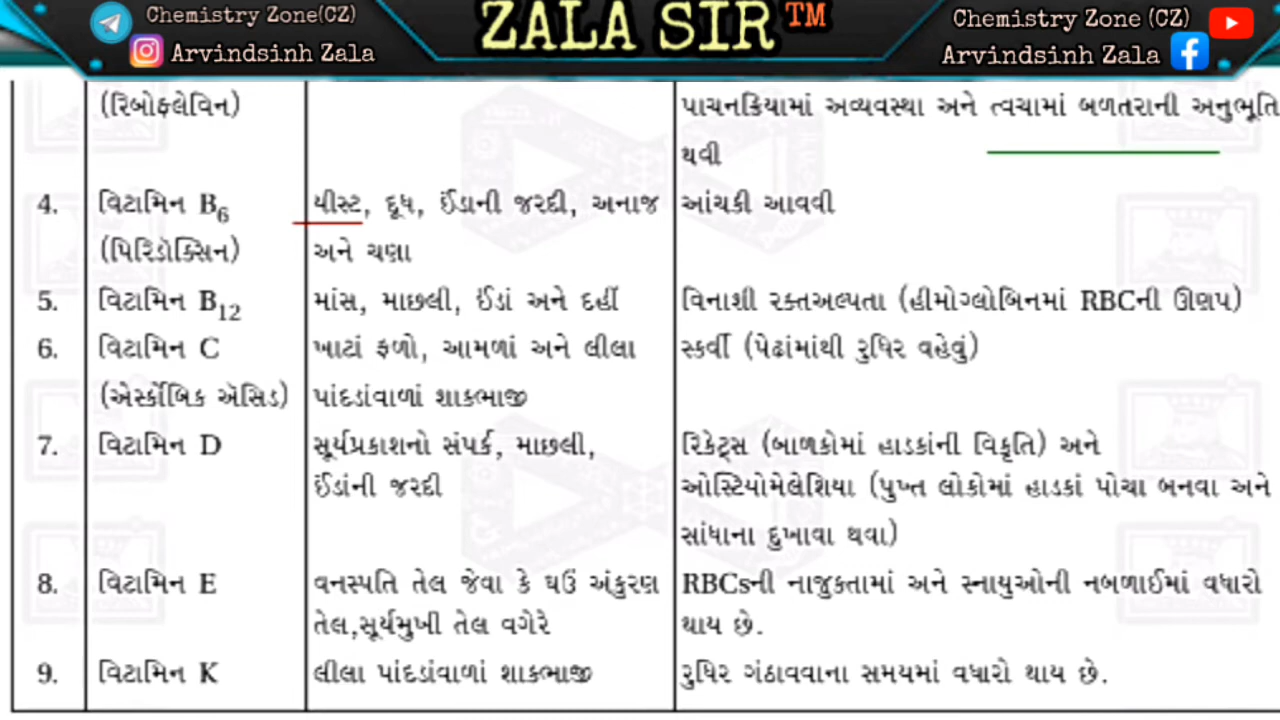 Chemistry Zone(CZ)
ZALA SIR™
Chemistry Zone (CZ)
Arvindsinh Zala
Arvindsinh Zala
(રિબોફ્લેવિન) પાચનક્રિયામાં અવ્યવસ્થા અને ત્વચામાં બળતરાની અનુભૂતિ
થવી
4. વિટામિન B6 યીસ્ટ, દૂધ, ઈંડાની જરદી, અનાજ આંચકી આવવી
(પિરિડૉક્સિન) અને ચણા
5. વિટામિન B12 માંસ, માછલી, ઈંડાં અને દહીં વિનાશી રક્તઅલ્પતા (હીમોગ્લોબિનમાં RBCની ઊણપ)
6. વિટામિન C ખાટાં ફળો, આમળાં અને લીલા સ્કર્વી (પેઢાંમાંથી રુધિર વહેવું)
(એસ્કૉર્બિક ઍસિડ) પાંદડાંવાળાં શાકભાજી
7. વિટામિન D સૂર્યપ્રકાશનો સંપર્ક, માછલી, રિકેટ્સ (બાળકોમાં હાડકાંની વિકૃતિ) અને
ઈંડાંની જરદી ઓસ્ટિયોમેલેશિયા (પુખ્ત લોકોમાં હાડકાં પોચા બનવા અને
સાંધાના દુખાવા થવા)
8. વિટામિન E વનસ્પતિ તેલ જેવા કે ઘઉં અંકુરણ RBCsની નાજુકતામાં અને સ્નાયુઓની નબળાઈમાં વધારો
તેલ,સૂર્યમુખી તેલ વગેરે થાય છે.
9. વિટામિન K લીલા પાંદડાંવાળાં શાકભાજી રુધિર ગંઠાવવાના સમયમાં વધારો થાય છે.